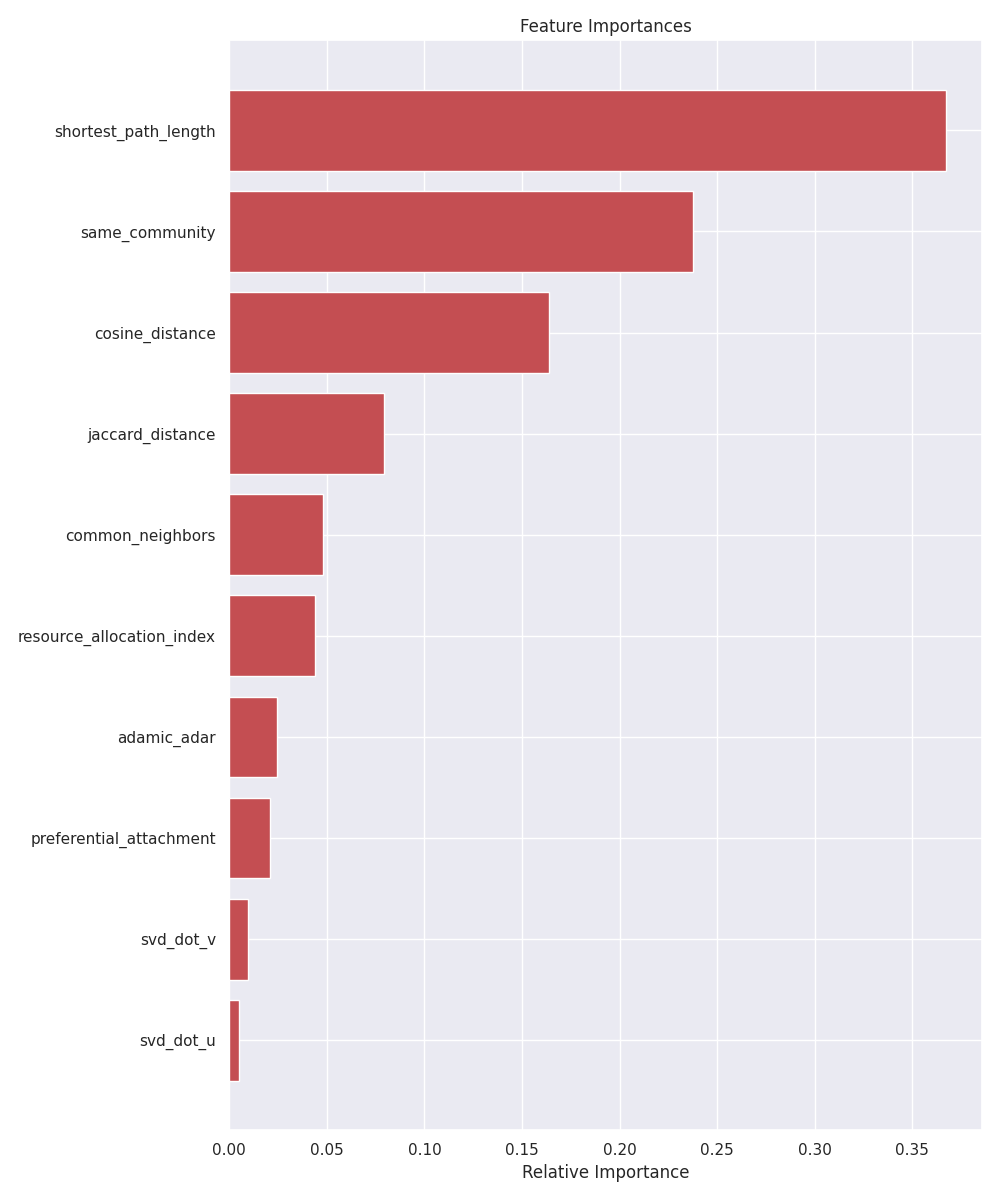 Feature Importances
shortest_path_length
same_community
cosine_distance
jaccard_distance
common_neighbors
resource_allocation_index
adamic_adar
preferential_attachment
svd_dot_v
svd_dot_u
0.00 0.05 0.10 0.15 0.20 0.25 0.30 0.35
Relative Importance